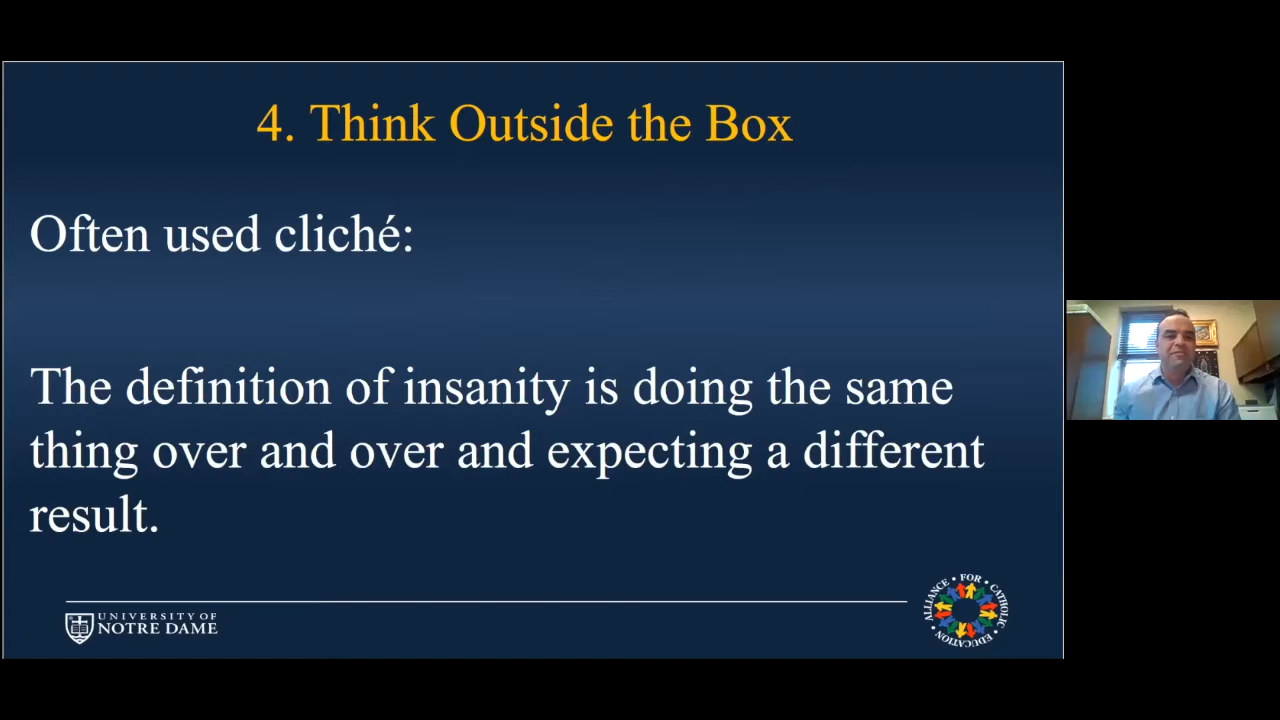 4. Think Outside the Box
Often used cliché:
The definition of insanity is doing the same
thing over and over and expecting a different
result.
UNIVERSITY OF
NOTRE DAME
ALLIANCE • FOR • CATHOLIC • EDUCATION •